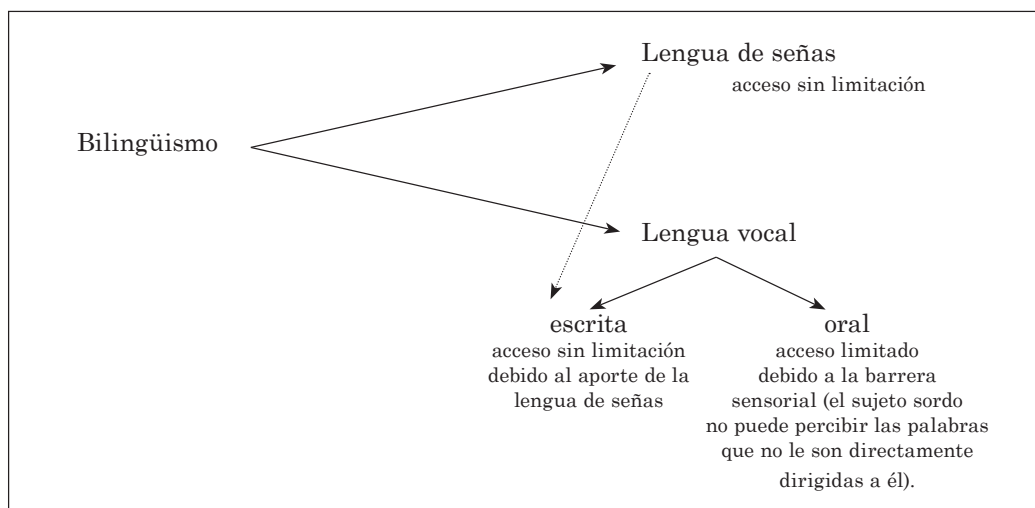 Lengua de señas
acceso sin limitación
Bilingüismo
Lengua vocal
escrita
acceso sin limitación
debido al aporte de la
lengua de señas
oral
acceso limitado
debido a la barrera
sensorial (el sujeto sordo
no puede percibir las palabras
que no le son directamente
dirigidas a él).